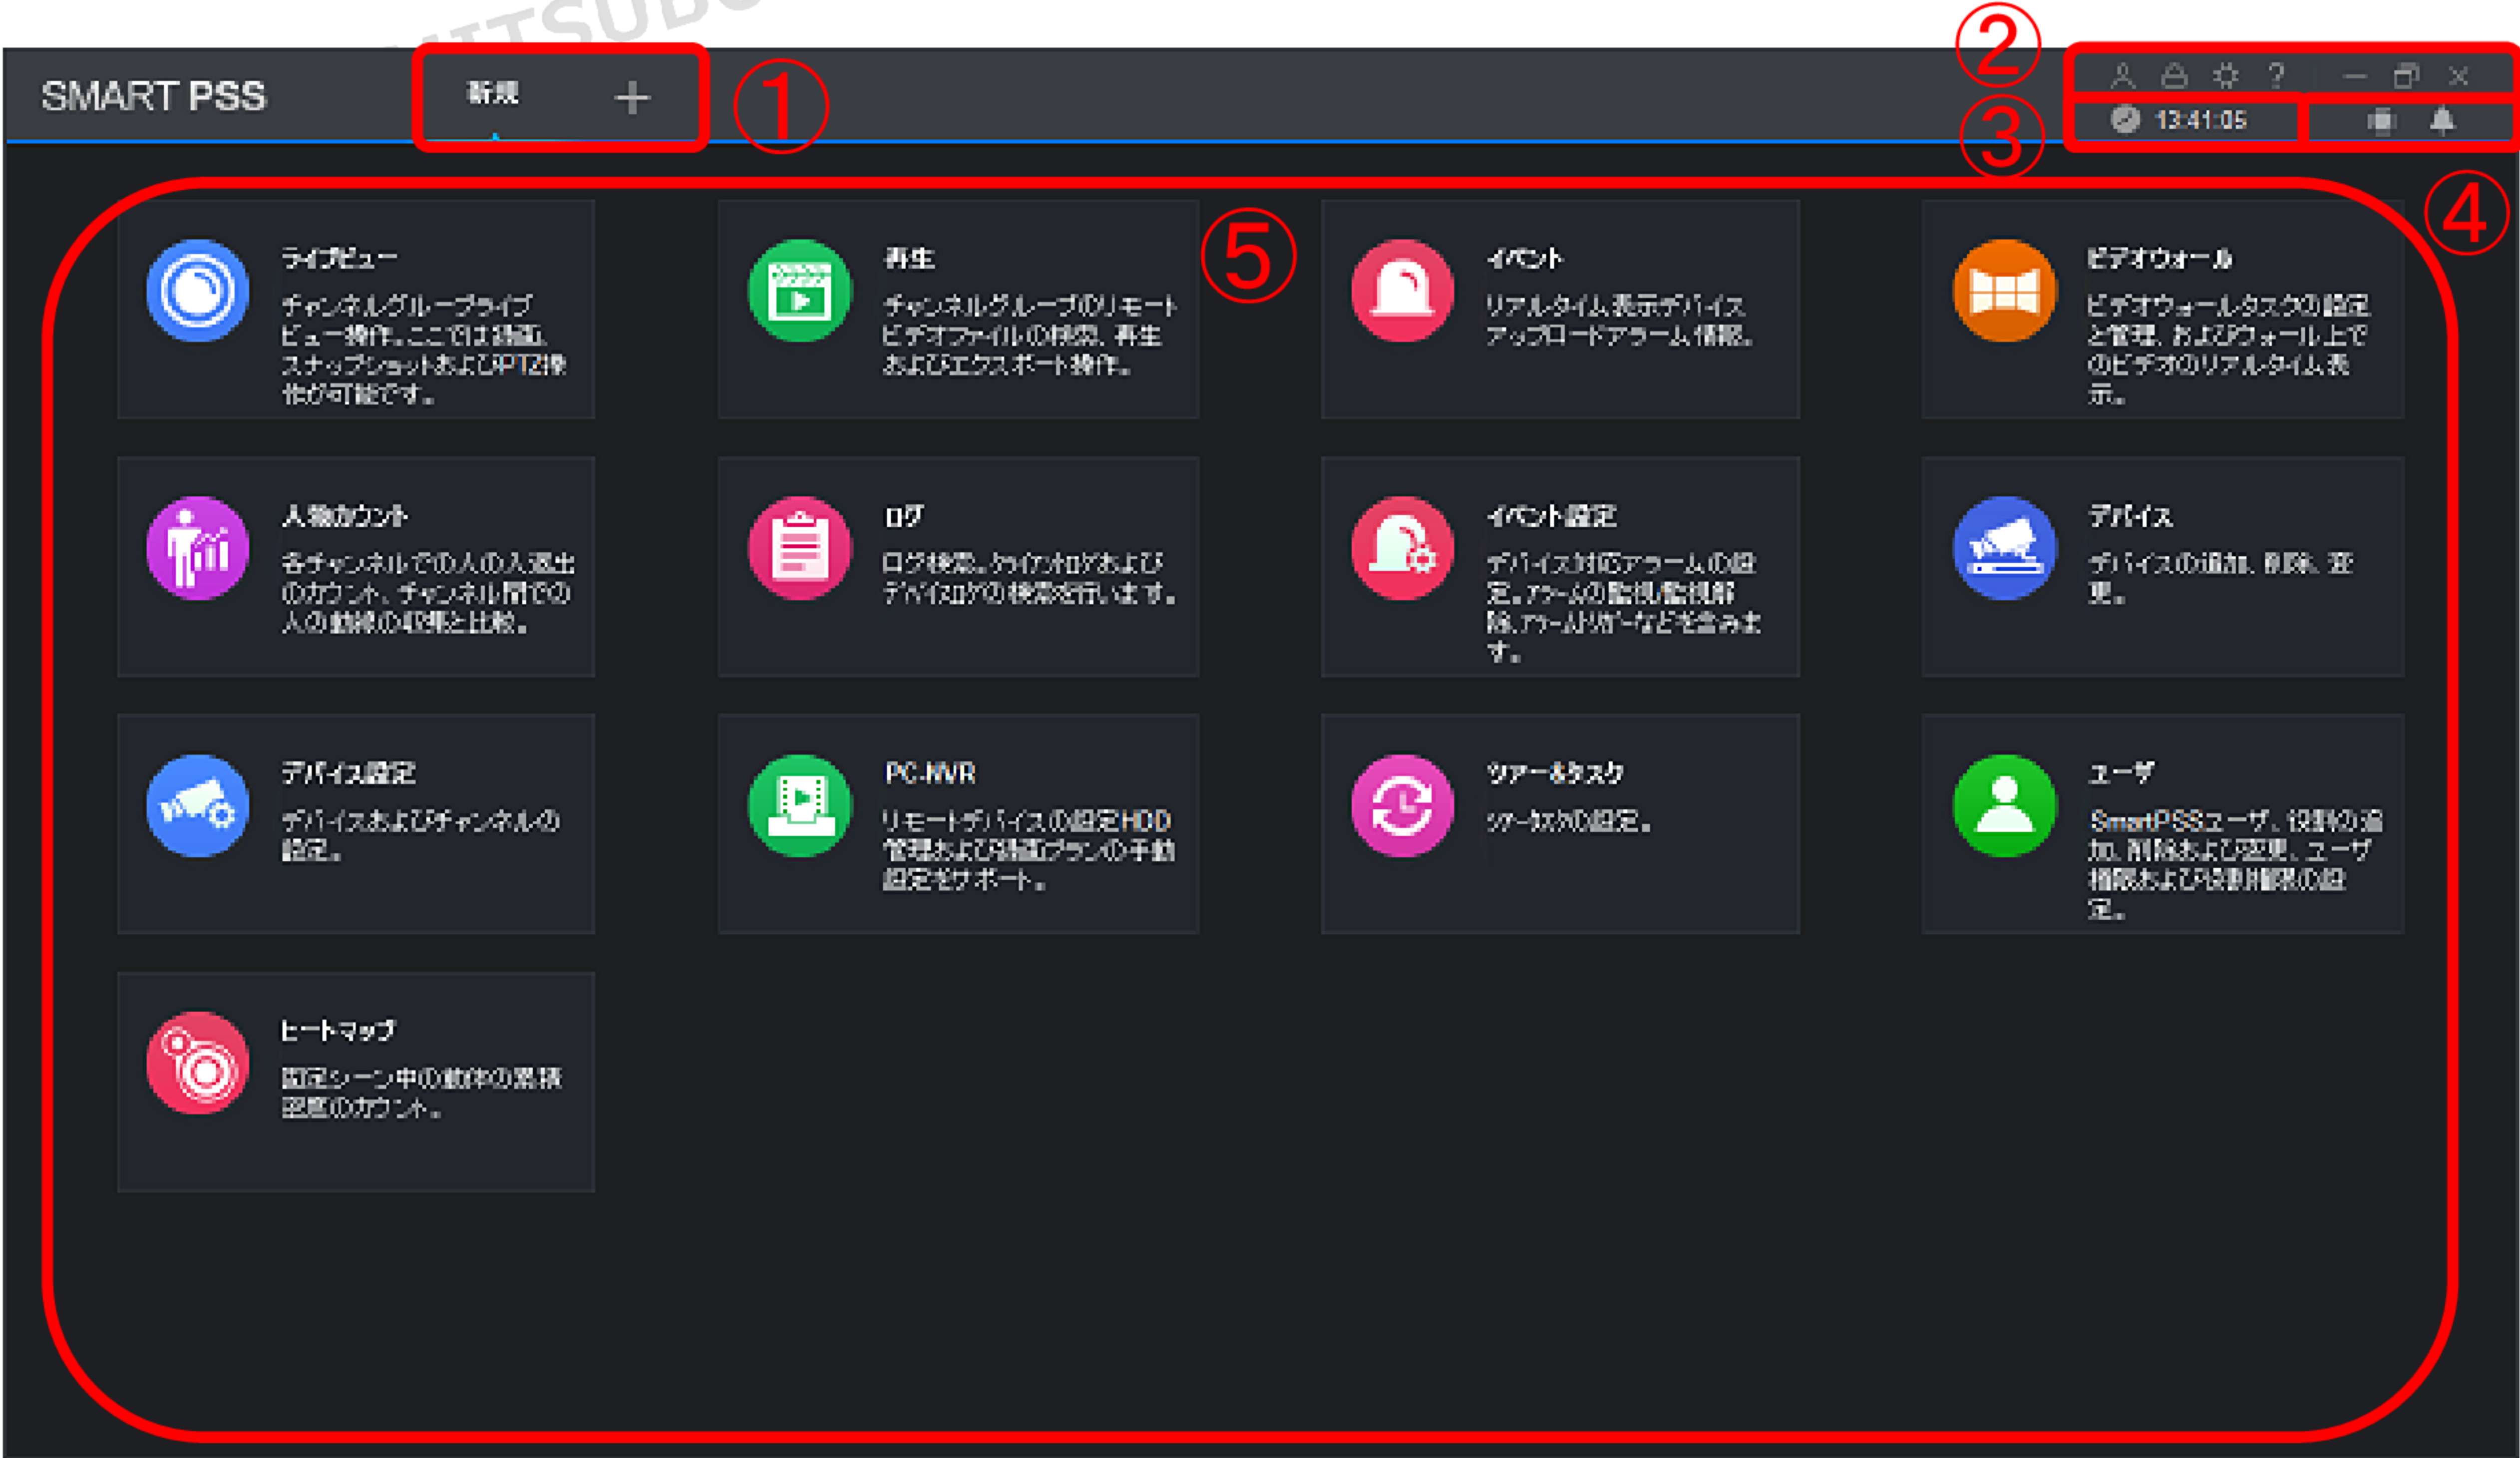 SMART PSS
新規
①
②
13:41:05
③
④
⑤
ライブビュー
チャンネルグループライブ
ビュー操作。ここでは録画、
スナップショットおよびPTZ操
作が可能です。
再生
チャンネルグループのリモート
ビデオファイルの検索、再生
およびエクスポート操作。
イベント
リアルタイム表示デバイス
アップロードアラーム情報。
ビデオウォール
ビデオウォールタスクの設定
と管理、およびウォール上で
のビデオのリアルタイム表
示。
人物カウント
各チャンネルでの人の入退出
のカウント、チャンネル間での
人の動線の収集と比較。
ログ
ログ検索。クライアントログおよび
デバイスログの検索を行います。
イベント設定
デバイス対応アラームの設
定。アラームの監視/監視解
除、アラームトリガーなどを含みま
す。
デバイス
デバイスの追加、削除、変
更。
デバイス設定
デバイスおよびチャンネルの
設定。
PC-NVR
リモートデバイスの設定HDD
管理および録画プランの手動
設定をサポート。
ツアー&タスク
ツアー・タスクの設定。
ユーザ
SmartPSSユーザ、役割の追
加、削除および変更、ユーザ
権限および役割権限の設
定。
ヒートマップ
固定シーン中の動体の累積
密度のカウント。